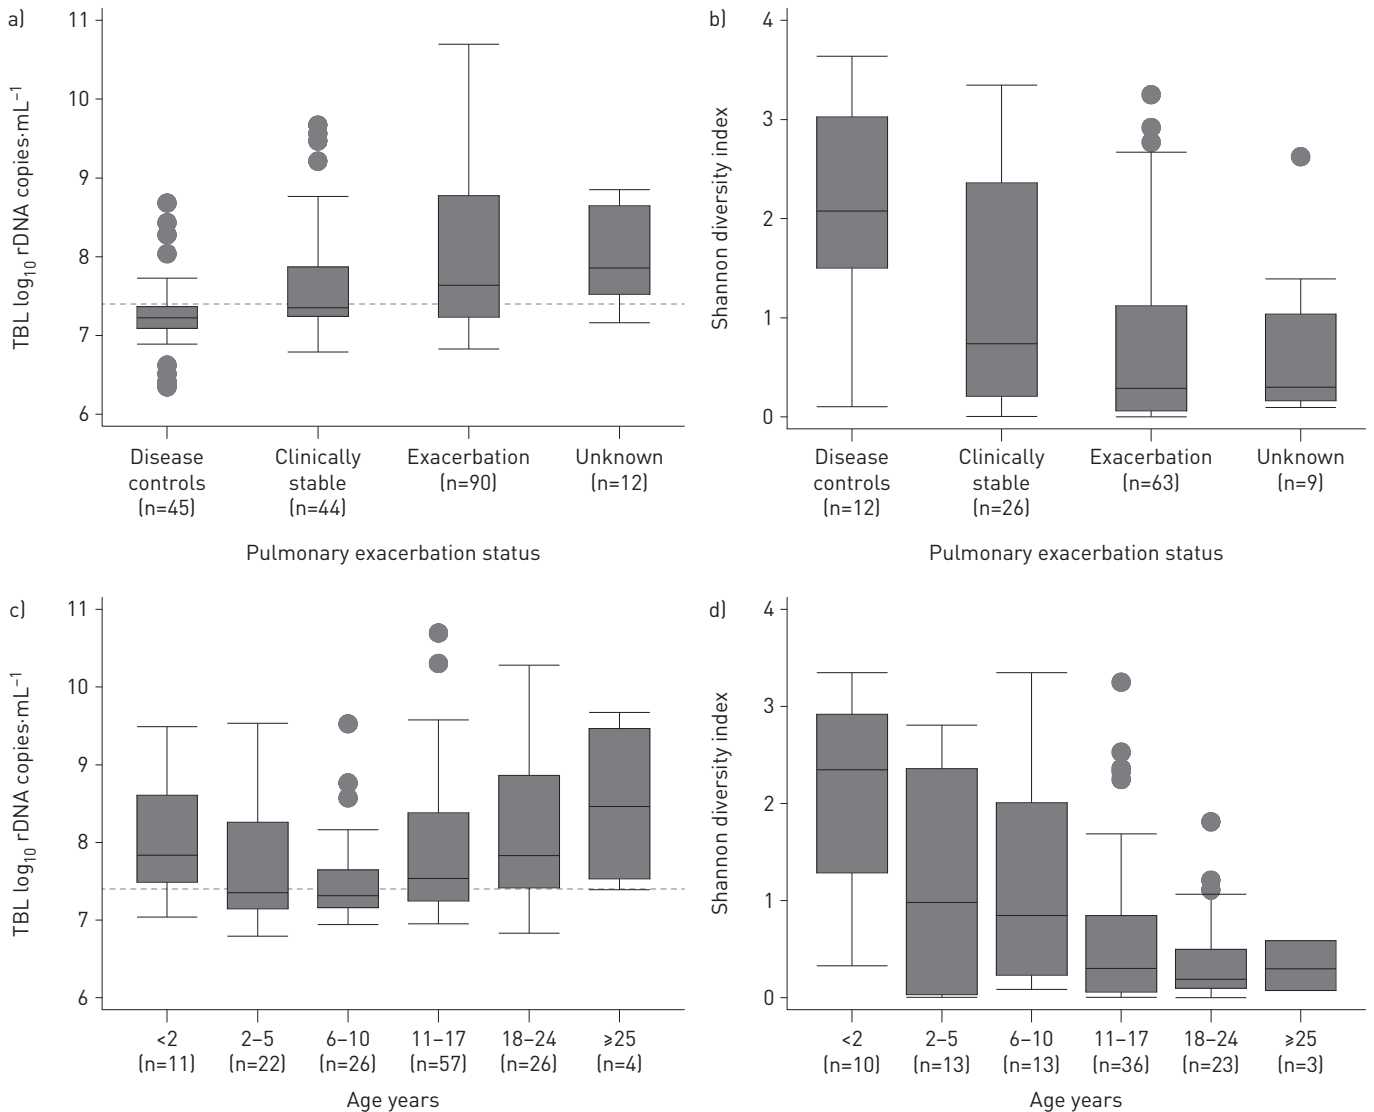 a)
TBL log10 rDNA copies·mL−1
11
10
9
8
7
6
Disease controls (n=45)
Clinically stable (n=44)
Exacerbation (n=90)
Unknown (n=12)
Pulmonary exacerbation status
b)
Shannon diversity index
4
3
2
1
0
Disease controls (n=12)
Clinically stable (n=26)
Exacerbation (n=63)
Unknown (n=9)
Pulmonary exacerbation status
c)
TBL log10 rDNA copies·mL−1
11
10
9
8
7
6
<2 (n=11)
2–5 (n=22)
6–10 (n=26)
11–17 (n=57)
18–24 (n=26)
≥25 (n=4)
Age years
d)
Shannon diversity index
4
3
2
1
0
<2 (n=10)
2–5 (n=13)
6–10 (n=13)
11–17 (n=36)
18–24 (n=23)
≥25 (n=3)
Age years